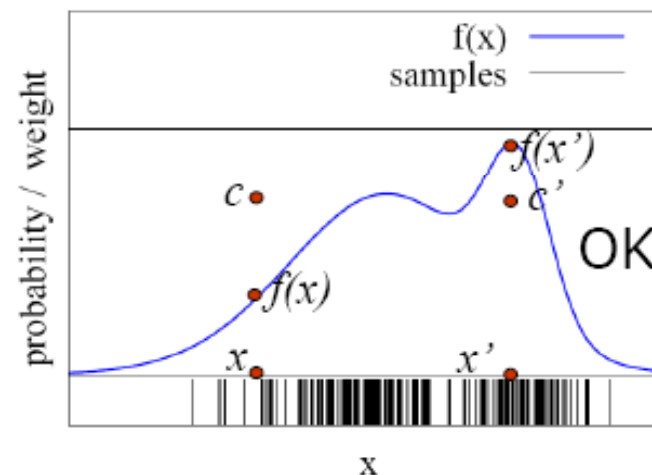 f(x)
samples
probability / weight
f(x’)
c
c’
OK
f(x)
x
x’
x